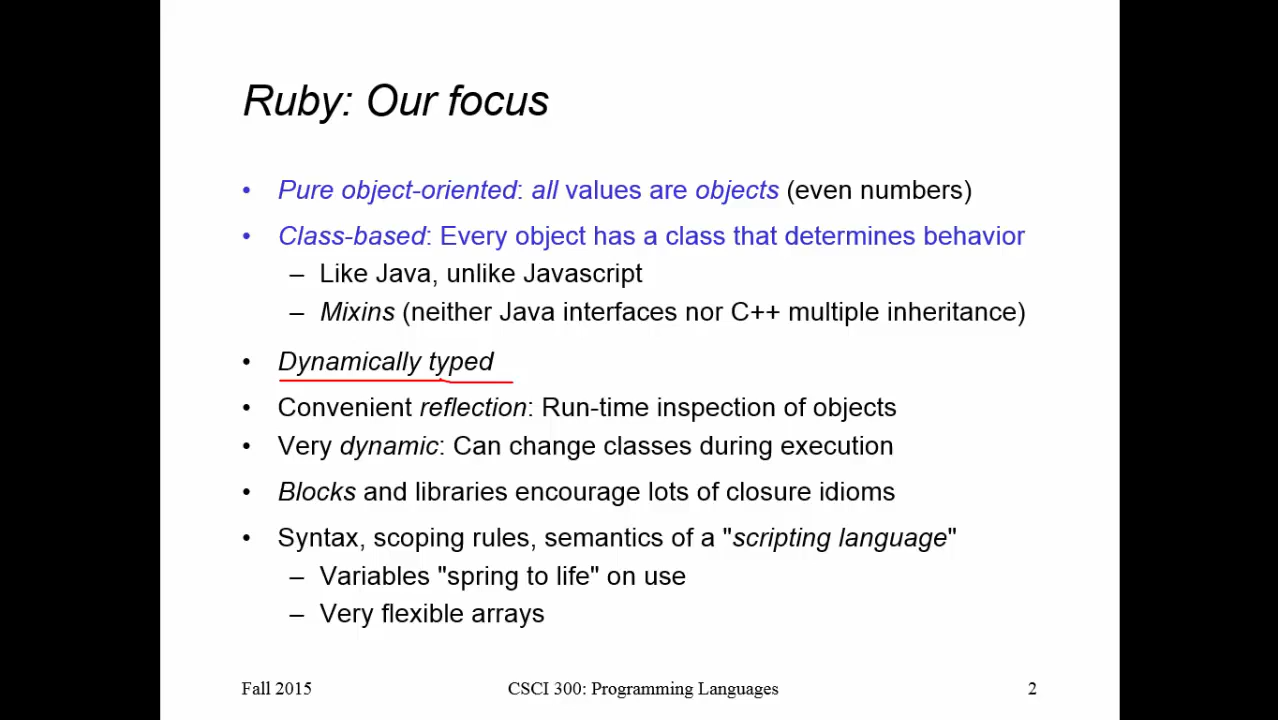 Ruby: Our focus
• Pure object-oriented: all values are objects (even numbers)
• Class-based: Every object has a class that determines behavior
– Like Java, unlike Javascript
– Mixins (neither Java interfaces nor C++ multiple inheritance)
• Dynamically typed
• Convenient reflection: Run-time inspection of objects
• Very dynamic: Can change classes during execution
• Blocks and libraries encourage lots of closure idioms
• Syntax, scoping rules, semantics of a "scripting language"
– Variables "spring to life" on use
– Very flexible arrays
Fall 2015 CSCI 300: Programming Languages 2